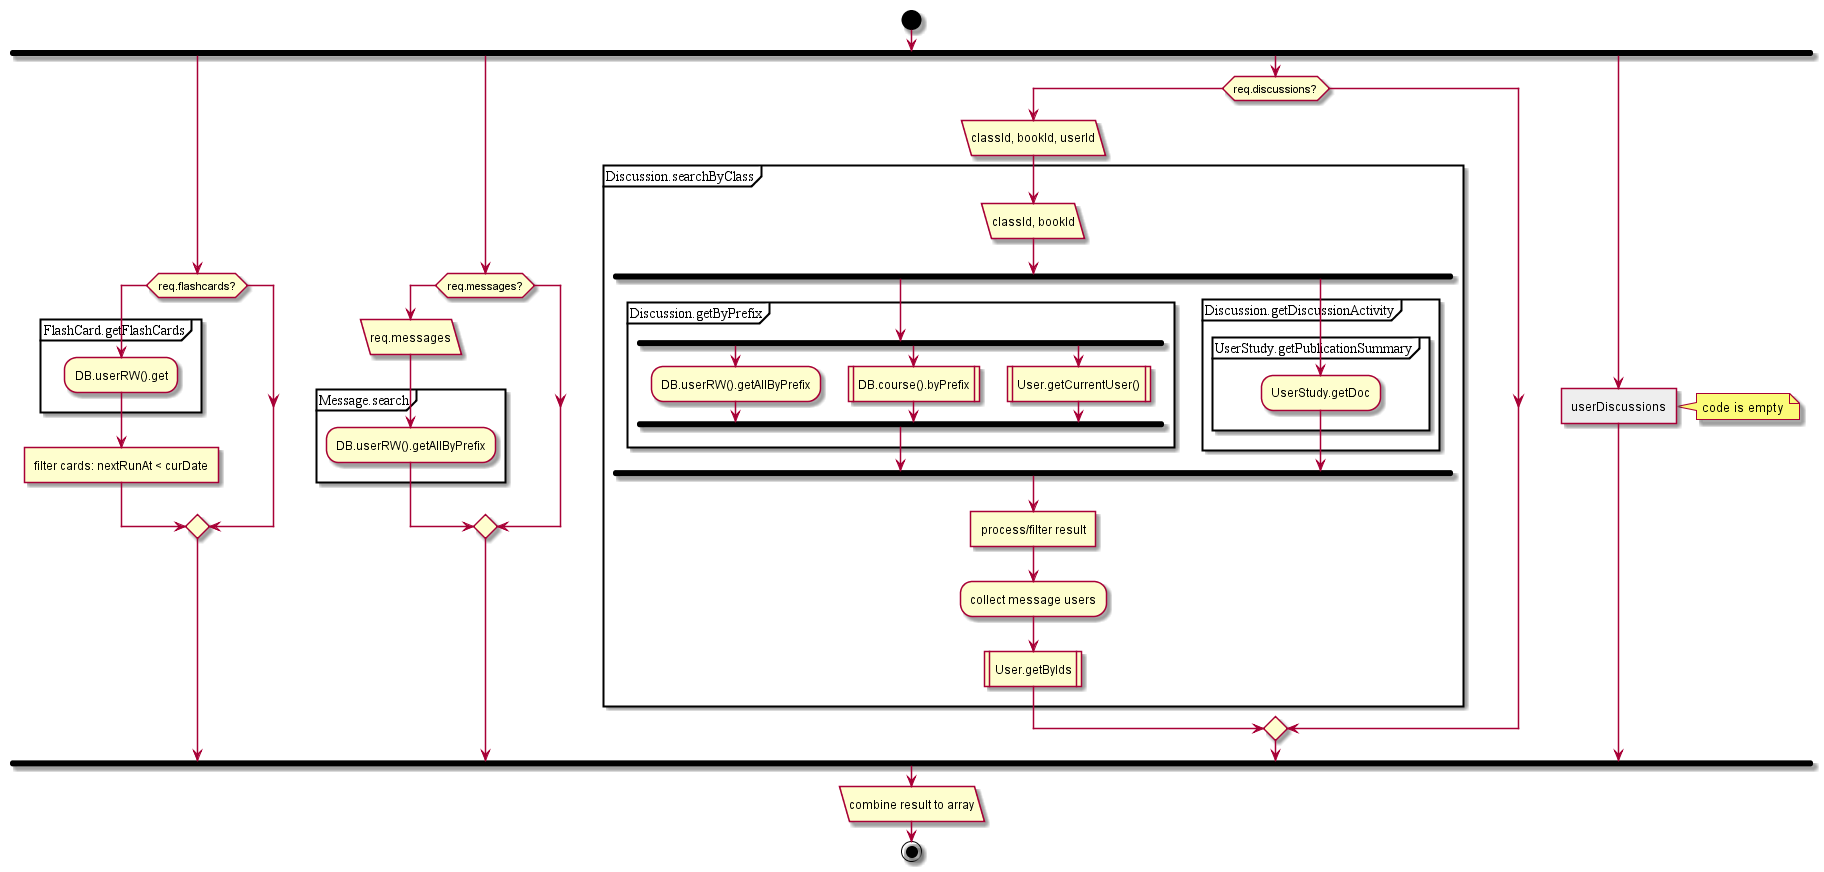 req.flashcards?
FlashCard.getFlashCards
DB.userRW().get
filter cards: nextRunAt < curDate
req.messages?
req.messages
Message.search
DB.userRW().getAllByPrefix
req.discussions?
classId, bookId, userId
Discussion.searchByClass
classId, bookId
Discussion.getByPrefix
DB.userRW().getAllByPrefix
DB.course().byPrefix
User.getCurrentUser()
Discussion.getDiscussionActivity
UserStudy.getPublicationSummary
UserStudy.getDoc
process/filter result
collect message users
User.getByIds
userDiscussions
code is empty
combine result to array